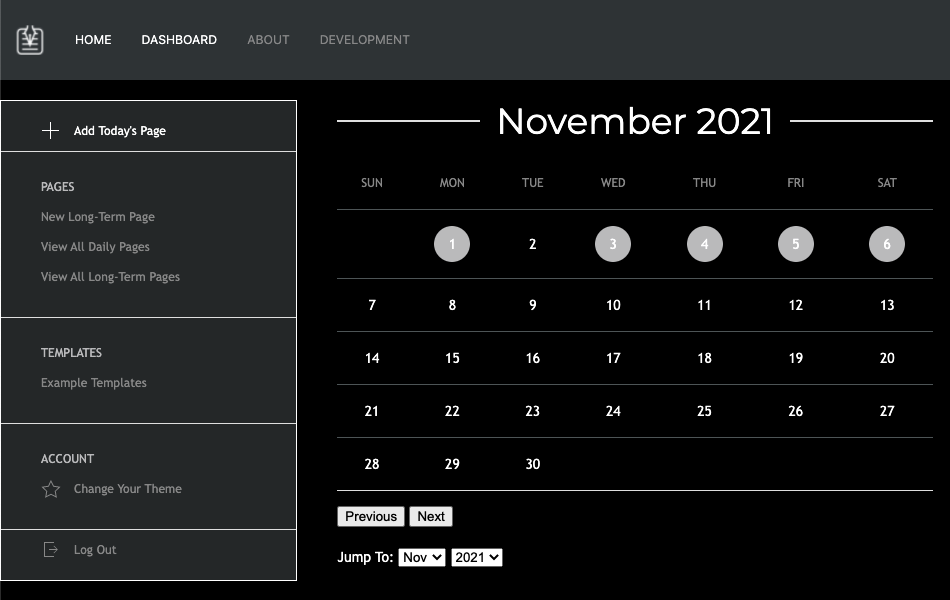 HOME DASHBOARD ABOUT DEVELOPMENT
Add Today's Page
PAGES
New Long-Term Page
View All Daily Pages
View All Long-Term Pages
TEMPLATES
Example Templates
ACCOUNT
Change Your Theme
Log Out
November 2021
SUN MON TUE WED THU FRI SAT
1 2 3 4 5 6
7 8 9 10 11 12 13
14 15 16 17 18 19 20
21 22 23 24 25 26 27
28 29 30
Previous Next
Jump To: Nov 2021